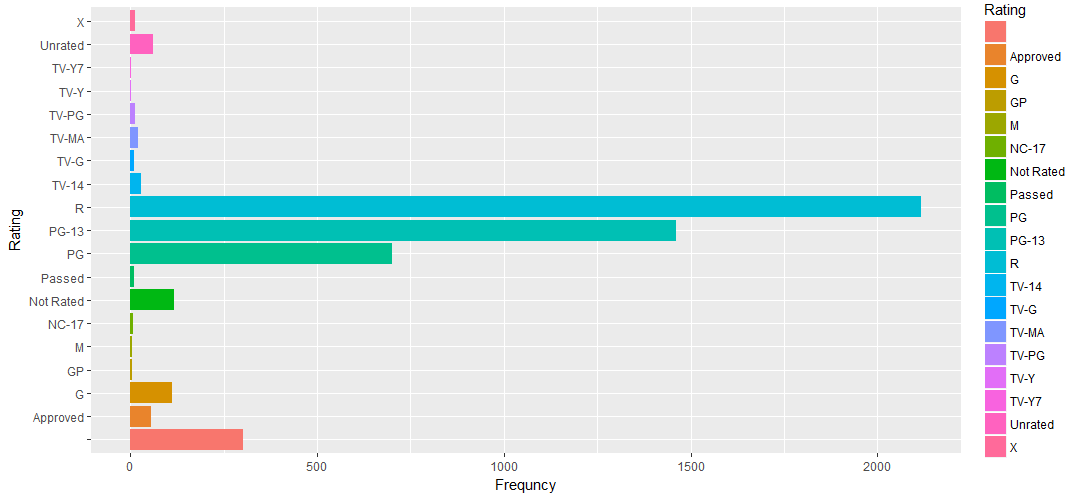 Rating
X
Unrated
TV-Y7
TV-Y
TV-PG
TV-MA
TV-G
TV-14
R
PG-13
PG
Passed
Not Rated
NC-17
M
GP
G
Approved
0
500
1000
1500
2000
Frequncy
Rating
Approved
G
GP
M
NC-17
Not Rated
Passed
PG
PG-13
R
TV-14
TV-G
TV-MA
TV-PG
TV-Y
TV-Y7
Unrated
X